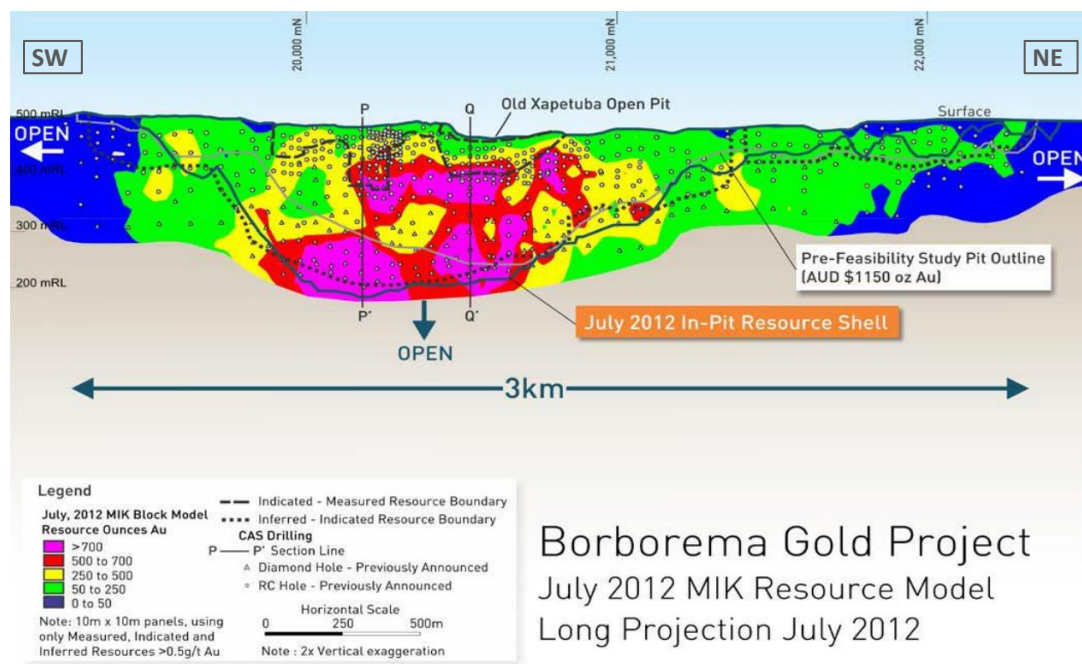 20,000 mN
21,000 mN
22,000 mN
SW
NE
500 mRL
OPEN
400 mRL
300 mRL
200 mRL
P
Q
Old Xapetuba Open Pit
Surface
OPEN
Pre-Feasibility Study Pit Outline
(AUD $1150 oz Au)
P'
Q'
July 2012 In-Pit Resource Shell
OPEN
3km
Legend
July, 2012 MIK Block Model
Resource Ounces Au
>700
500 to 700
250 to 500
50 to 250
0 to 50
Note: 10m x 10m panels, using
only Measured, Indicated and
Inferred Resources >0.5g/t Au
Indicated - Measured Resource Boundary
Inferred - Indicated Resource Boundary
CAS Drilling
P P' Section Line
Diamond Hole - Previously Announced
RC Hole - Previously Announced
Horizontal Scale
0 250 500m
Note : 2x Vertical exaggeration
Borborema Gold Project
July 2012 MIK Resource Model
Long Projection July 2012